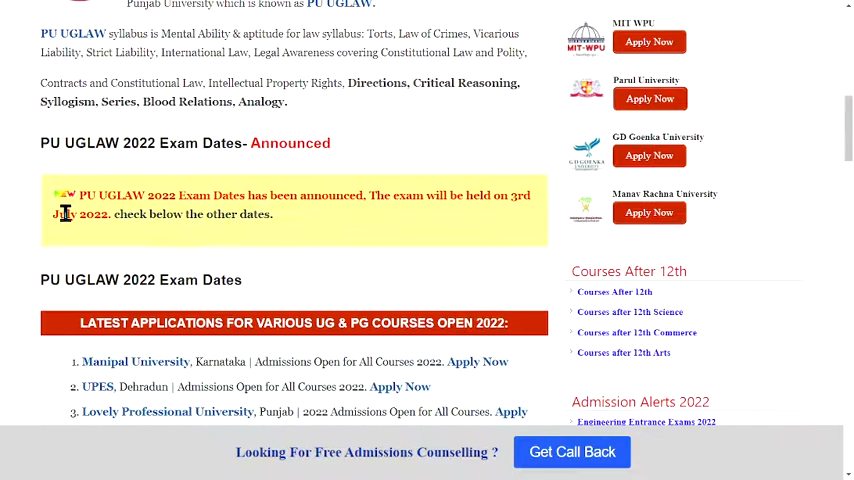 Punjab University which is known as PU UGLAW.
PU UGLAW syllabus is Mental Ability & aptitude for law syllabus: Torts, Law of Crimes, Vicarious
Liability, Strict Liability, International Law, Legal Awareness covering Constitutional Law and Polity,
Contracts and Constitutional Law, Intellectual Property Rights, Directions, Critical Reasoning,
Syllogism, Series, Blood Relations, Analogy.
PU UGLAW 2022 Exam Dates- Announced
PU UGLAW 2022 Exam Dates has been announced, The exam will be held on 3rd
July 2022. check below the other dates.
PU UGLAW 2022 Exam Dates
LATEST APPLICATIONS FOR VARIOUS UG & PG COURSES OPEN 2022:
1. Manipal University, Karnataka | Admissions Open for All Courses 2022. Apply Now
2. UPES, Dehradun | Admissions Open for All Courses 2022. Apply Now
3. Lovely Professional University, Punjab | 2022 Admissions Open for All Courses. Apply
MIT-WPU
MIT WPU
Apply Now
Parul University
Apply Now
GD GOENKA
GD Goenka University
Apply Now
Manav Rachna University
Apply Now
Courses After 12th
Courses After 12th
Courses after 12th Science
Courses after 12th Commerce
Courses after 12th Arts
Admission Alerts 2022
Engineering Entrance Exams 2022
Looking For Free Admissions Counselling ?
Get Call Back